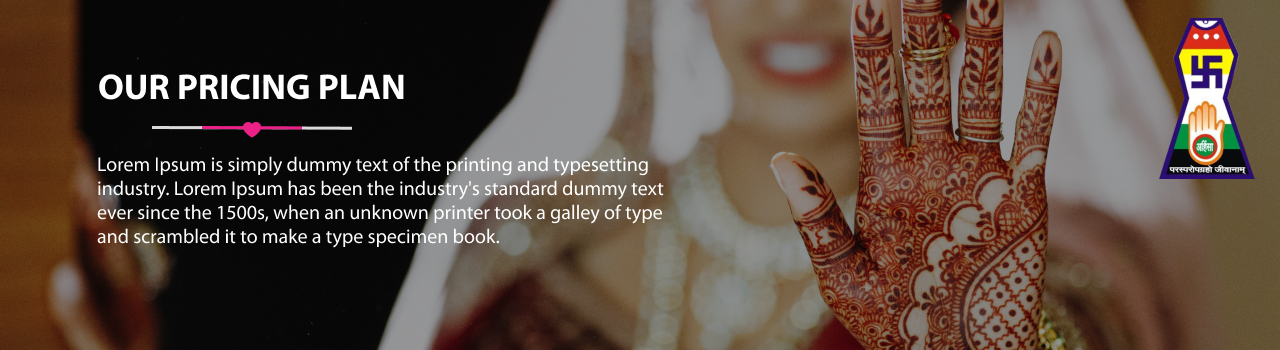 OUR PRICING PLAN
Lorem Ipsum is simply dummy text of the printing and typesetting
industry. Lorem Ipsum has been the industry's standard dummy text
ever since the 1500s, when an unknown printer took a galley of type
and scrambled it to make a type specimen book.
अहिंसा
परस्परोपग्रहो जीवानाम्